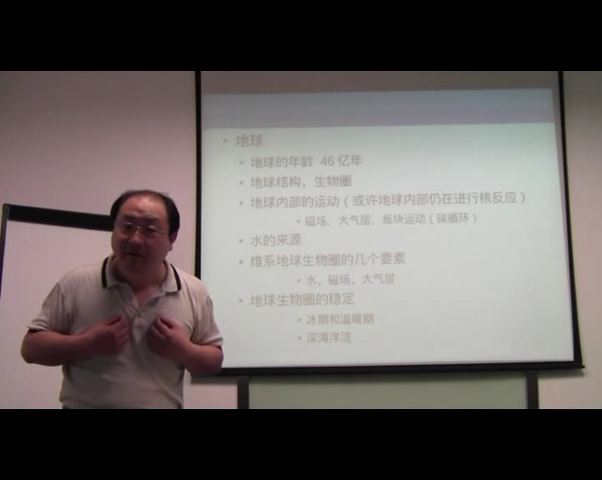 • 地球
• 地球的年龄 46 亿年
• 地球结构，生物圈
• 地球内部的运动（或许地球内部仍在进行核反应）
• 磁场、大气层、板块运动（碳循环）
• 水的来源
• 维系地球生物圈的几个要素
• 水，磁场，大气层
• 地球生物圈的稳定
• 冰期和温暖期
• 深海洋流